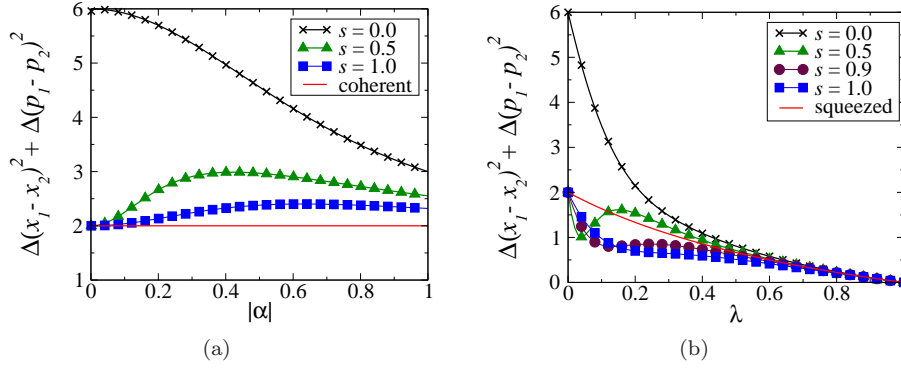 Δ(x₁ - x₂)² + Δ(p₁ - p₂)²
6
5
4
3
2
1
0
0.2
0.4
0.6
0.8
1
|α|
s = 0.0
s = 0.5
s = 1.0
coherent
(a)
Δ(x₁ - x₂)² + Δ(p₁ - p₂)²
6
5
4
3
2
1
0
0
0.2
0.4
0.6
0.8
λ
s = 0.0
s = 0.5
s = 0.9
s = 1.0
squeezed
(b)